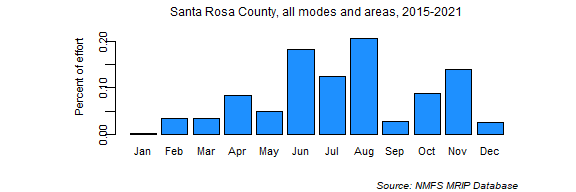 Santa Rosa County, all modes and areas, 2015-2021
Percent of effort
0.20
0.10
0.00
Jan Feb Mar Apr May Jun Jul Aug Sep Oct Nov Dec
Source: NMFS MRIP Database